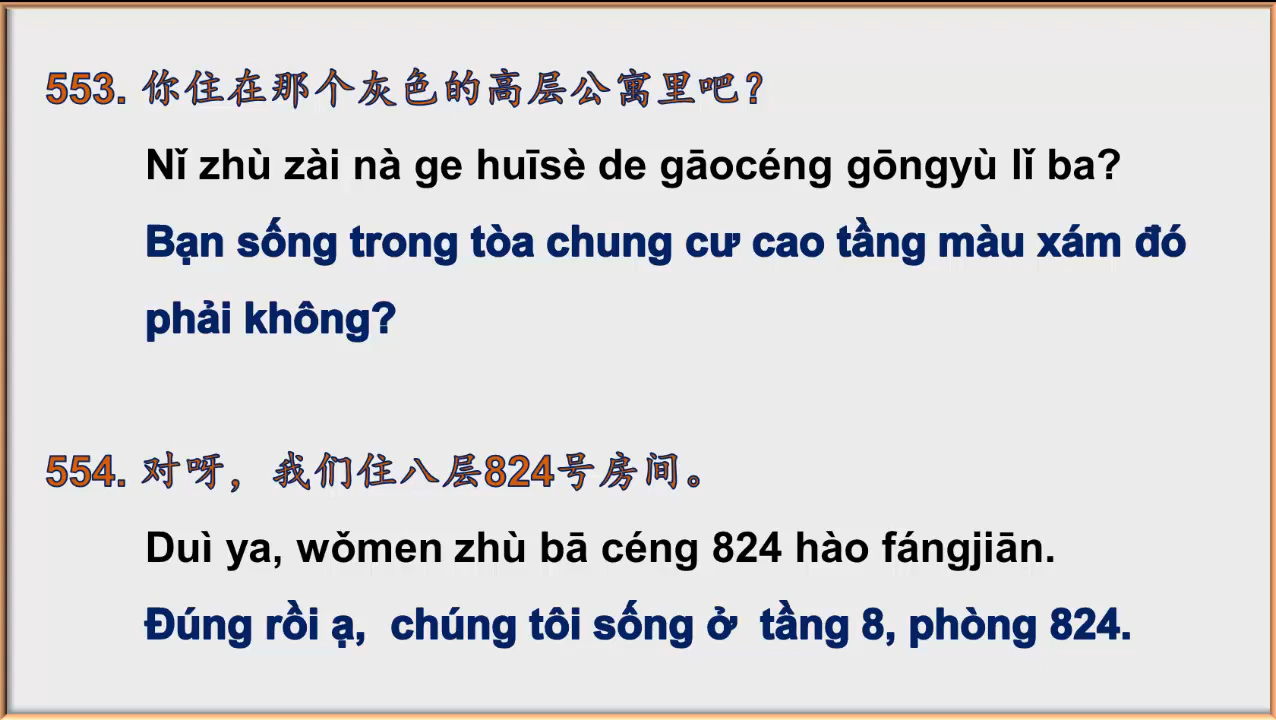 553. 你住在那个灰色的高层公寓里吧？
Nǐ zhù zài nà ge huīsè de gāocéng gōngyù lǐ ba?
Bạn sống trong tòa chung cư cao tầng màu xám đó
phải không?
554. 对呀，我们住八层824号房间。
Duì ya, wǒmen zhù bā céng 824 hào fángjiān.
Đúng rồi ạ, chúng tôi sống ở tầng 8, phòng 824.